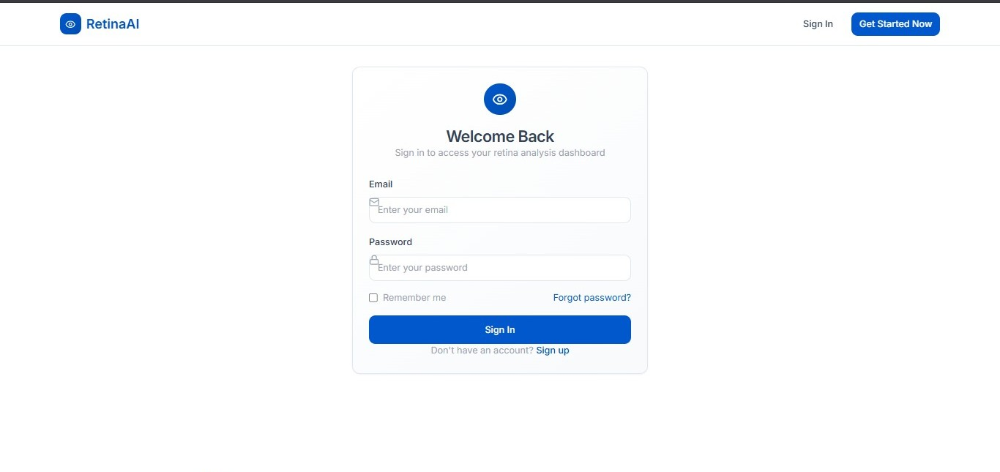 RetinaAI
Sign In
Get Started Now
Welcome Back
Sign in to access your retina analysis dashboard
Email
Enter your email
Password
Enter your password
Remember me
Forgot password?
Sign In
Don't have an account? Sign up